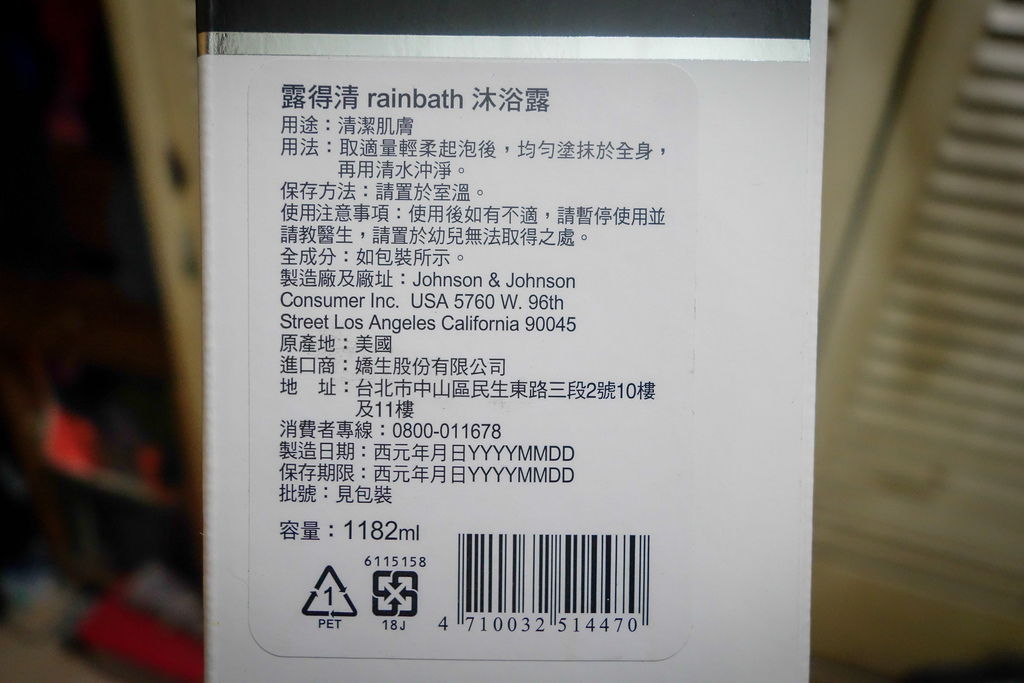 露得清 rainbath 沐浴露
用途：清潔肌膚
用法：取適量輕柔起泡後，均勻塗抹於全身，
再用清水沖淨。
保存方法：請置於室溫。
使用注意事項：使用後如有不適，請暫停使用並
請教醫生，請置於幼兒無法取得之處。
全成分：如包裝所示。
製造廠及廠址：Johnson & Johnson
Consumer Inc. USA 5760 W. 96th
Street Los Angeles California 90045
原產地：美國
進口商：嬌生股份有限公司
地 址：台北市中山區民生東路三段2號10樓
及11樓
消費者專線：0800-011678
製造日期：西元年月日YYYYMMDD
保存期限：西元年月日YYYYMMDD
批號：見包裝
容量：1182ml
6115158
1
PET
18J
4 710032 514470